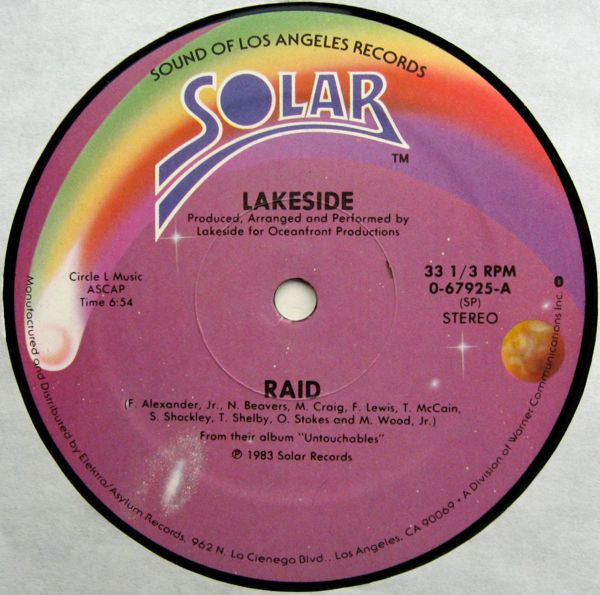 SOUND OF LOS ANGELES RECORDS
SOLAR
TM
LAKESIDE
Produced, Arranged and Performed by
Lakeside for Oceanfront Productions
Circle L Music
ASCAP
Time 6:54
33 1/3 RPM
0-67925-A
(SP)
STEREO
0
RAID
(F. Alexander, Jr., N. Beavers, M. Craig, F. Lewis, T. McCain,
S. Shockley, T. Shelby, O. Stokes and M. Wood, Jr.)
From their album "Untouchables"
℗ 1983 Solar Records
Manufactured and Distributed by Elektra/Asylum Records, 962 N. La Cienega Blvd., Los Angeles, CA 90069 • A Division of Warner Communications Inc.